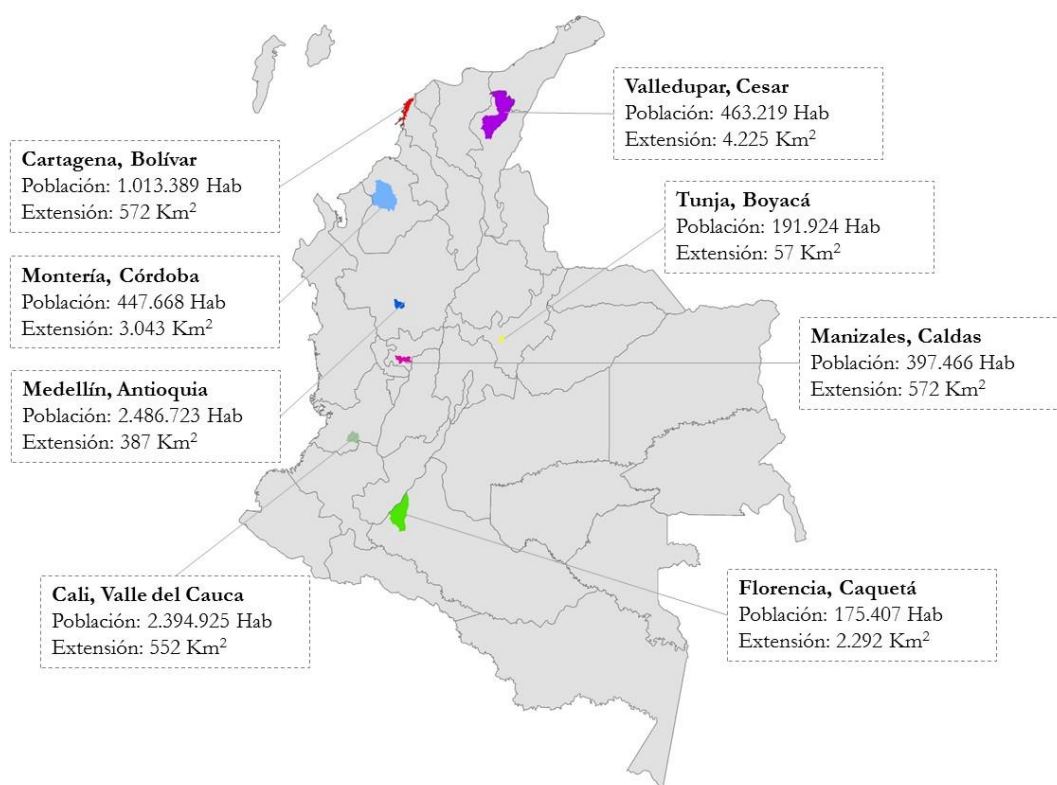 Valledupar, Cesar
Población: 463.219 Hab
Extensión: 4.225 Km²
Cartagena, Bolívar
Población: 1.013.389 Hab
Extensión: 572 Km²
Tunja, Boyacá
Población: 191.924 Hab
Extensión: 57 Km²
Montería, Córdoba
Población: 447.668 Hab
Extensión: 3.043 Km²
Manizales, Caldas
Población: 397.466 Hab
Extensión: 572 Km²
Medellín, Antioquia
Población: 2.486.723 Hab
Extensión: 387 Km²
Cali, Valle del Cauca
Población: 2.394.925 Hab
Extensión: 552 Km²
Florencia, Caquetá
Población: 175.407 Hab
Extensión: 2.292 Km²